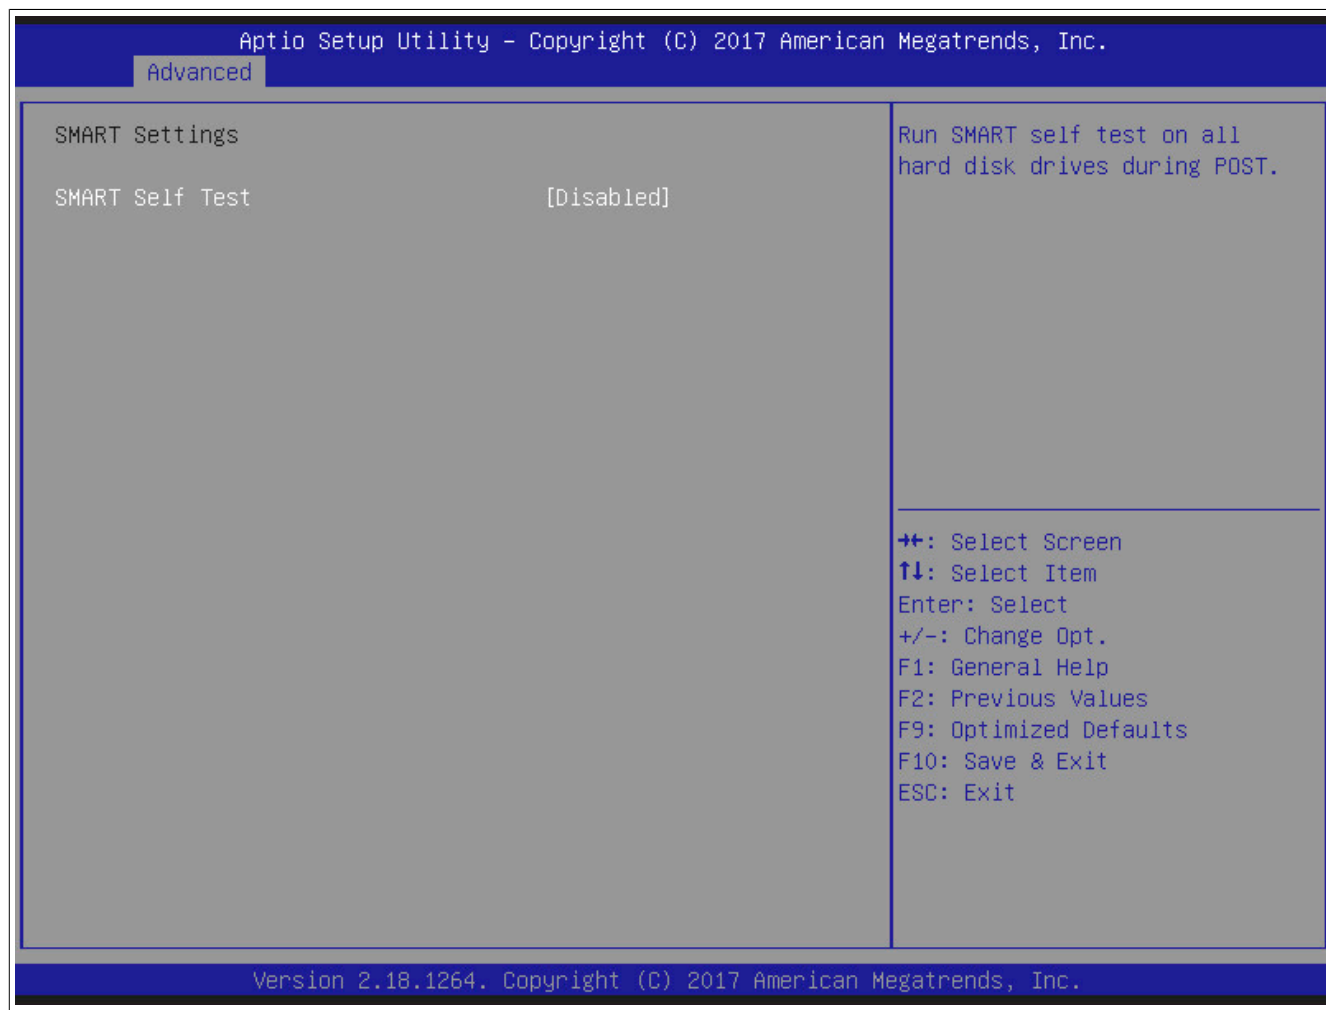 Aptio Setup Utility – Copyright (C) 2017 American Megatrends, Inc.
Advanced
SMART Settings
SMART Self Test [Disabled]
Run SMART self test on all
hard disk drives during POST.
→←: Select Screen
↑↓: Select Item
Enter: Select
+/-: Change Opt.
F1: General Help
F2: Previous Values
F9: Optimized Defaults
F10: Save & Exit
ESC: Exit
Version 2.18.1264. Copyright (C) 2017 American Megatrends, Inc.